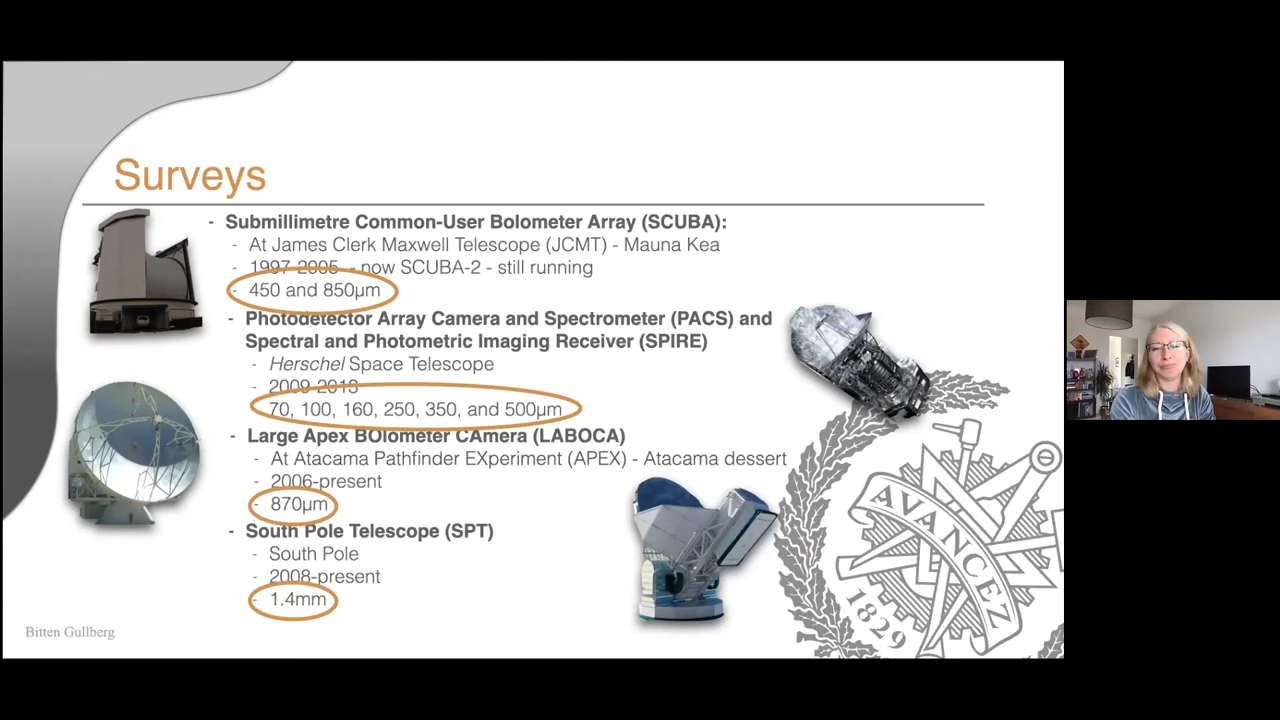 Surveys
- Submillimetre Common-User Bolometer Array (SCUBA):
- At James Clerk Maxwell Telescope (JCMT) - Mauna Kea
- 1997-2005 - now SCUBA-2 - still running
- 450 and 850µm
- Photodetector Array Camera and Spectrometer (PACS) and
Spectral and Photometric Imaging Receiver (SPIRE)
- Herschel Space Telescope
- 2009-2013
70, 100, 160, 250, 350, and 500µm
- Large Apex BOlometer CAmera (LABOCA)
- At Atacama Pathfinder EXperiment (APEX) - Atacama dessert
- 2006-present
- 870µm
- South Pole Telescope (SPT)
- South Pole
- 2008-present
- 1.4mm
AVANCEZ
1829
Bitten Gullberg